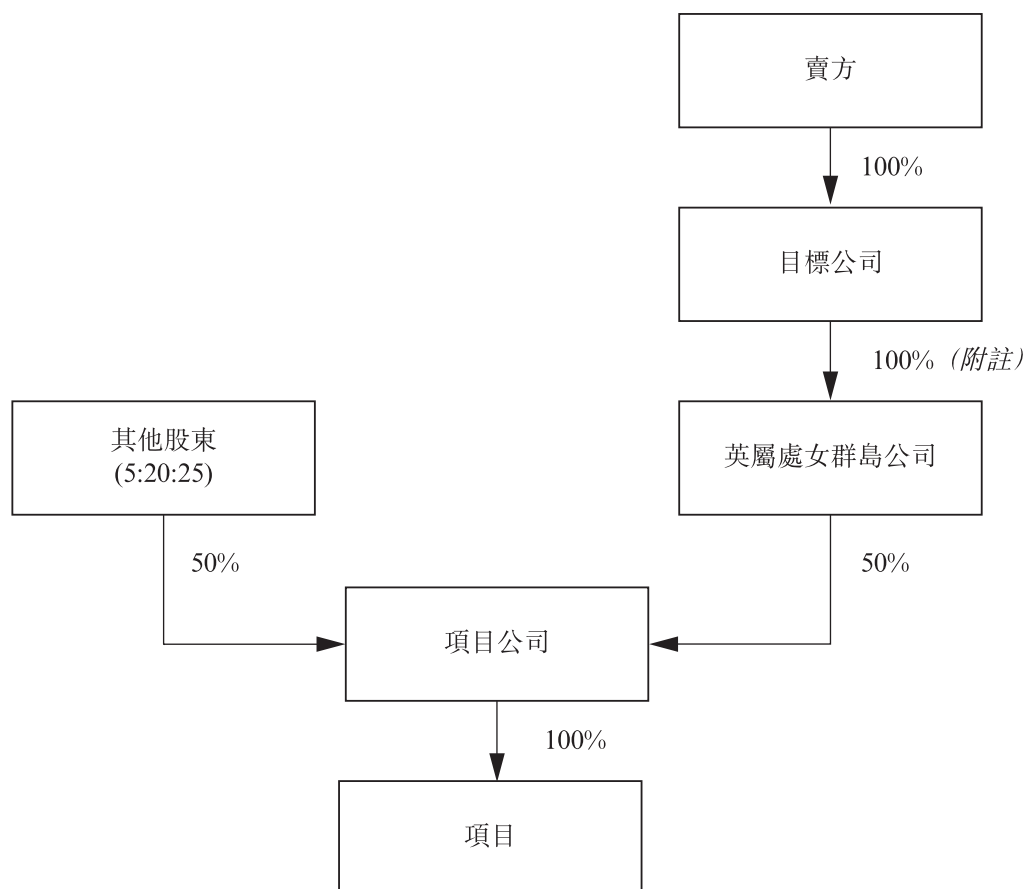 賣方
100%
目標公司
100%（附註）
其他股東
(5:20:25)
英屬處女群島公司
50%
50%
項目公司
100%
項目